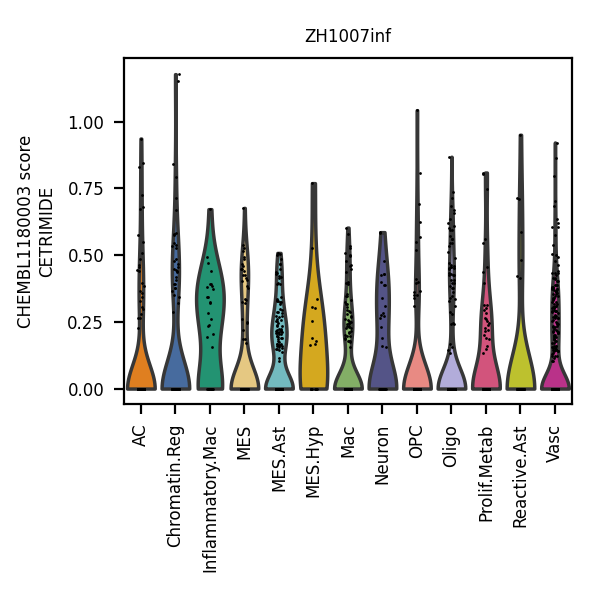 ZH1007inf
CHEMBL1180003 score
CETRIMIDE
1.00
0.75
0.50
0.25
0.00
AC
Chromatin.Reg
Inflammatory.Mac
MES
MES.Ast
MES.Hyp
Mac
Neuron
OPC
Oligo
Prolif.Metab
Reactive.Ast
Vasc